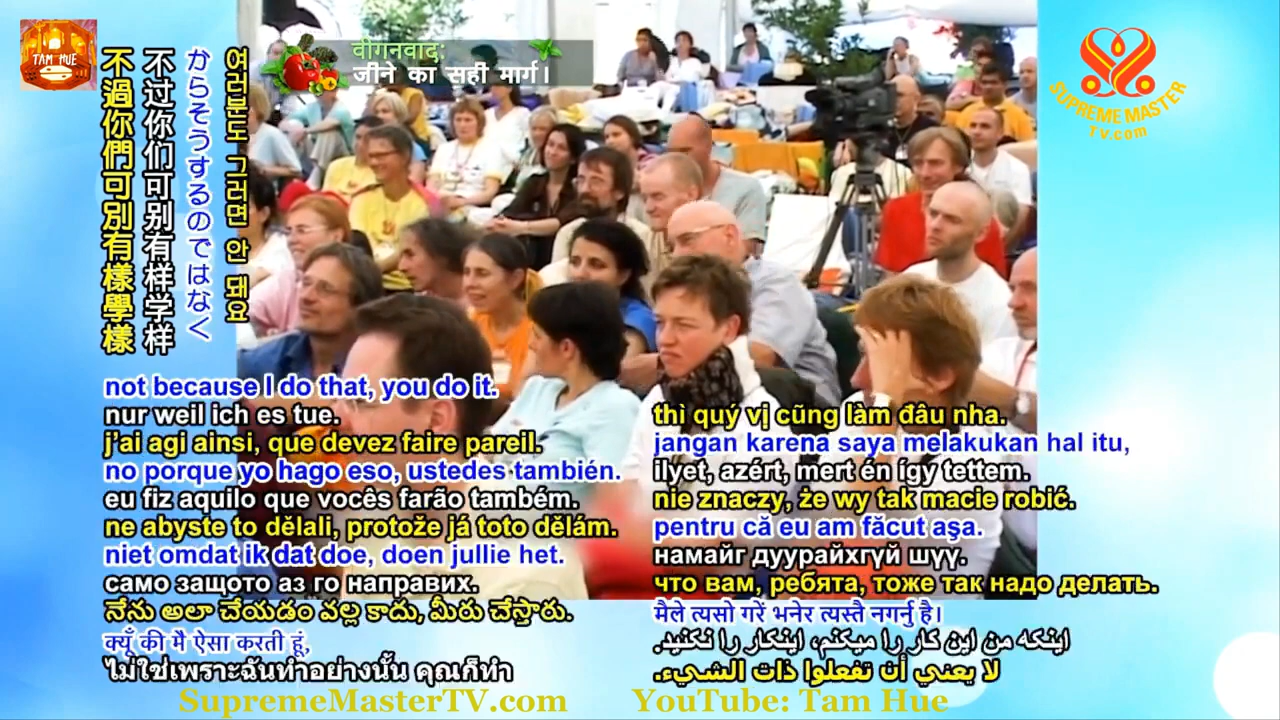 TAM HUE
वीगनवाद:
जीने का सही मार्ग।
SUPREME MASTER
TV.com
여러분도 그러면 안 돼요
からそうするのではなく
不过你们可别有样学样
不過你們可別有樣學樣
not because I do that, you do it.
nur weil ich es tue.
j'ai agi ainsi, que devez faire pareil.
no porque yo hago eso, ustedes también.
eu fiz aquilo que vocês farão também.
ne abyste to dělali, protože já toto dělám.
niet omdat ik dat doe, doen jullie het.
само защото аз го направих.
నేను అలా చేయడం వల్ల కాదు, మీరు చేస్తారు.
क्यूँ की मै ऐसा करती हूं,
ไม่ใช่เพราะฉันทำอย่างนั้น คุณก็ทำ
thì quý vị cũng làm đâu nha.
jangan karena saya melakukan hal itu,
ilyet, azért, mert én így tettem.
nie znaczy, że wy tak macie robić.
pentru că eu am făcut aşa.
намайг дуурайхгүй шүү.
что вам, ребята, тоже так надо делать.
मैले त्यसो गरें भनेर त्यस्तै नगर्नु है।
اینکه من این کار را میکنم، اینکار را نکنید.
لا يعني أن تفعلوا ذات الشيء.
SupremeMasterTV.com
YouTube: Tam Hue